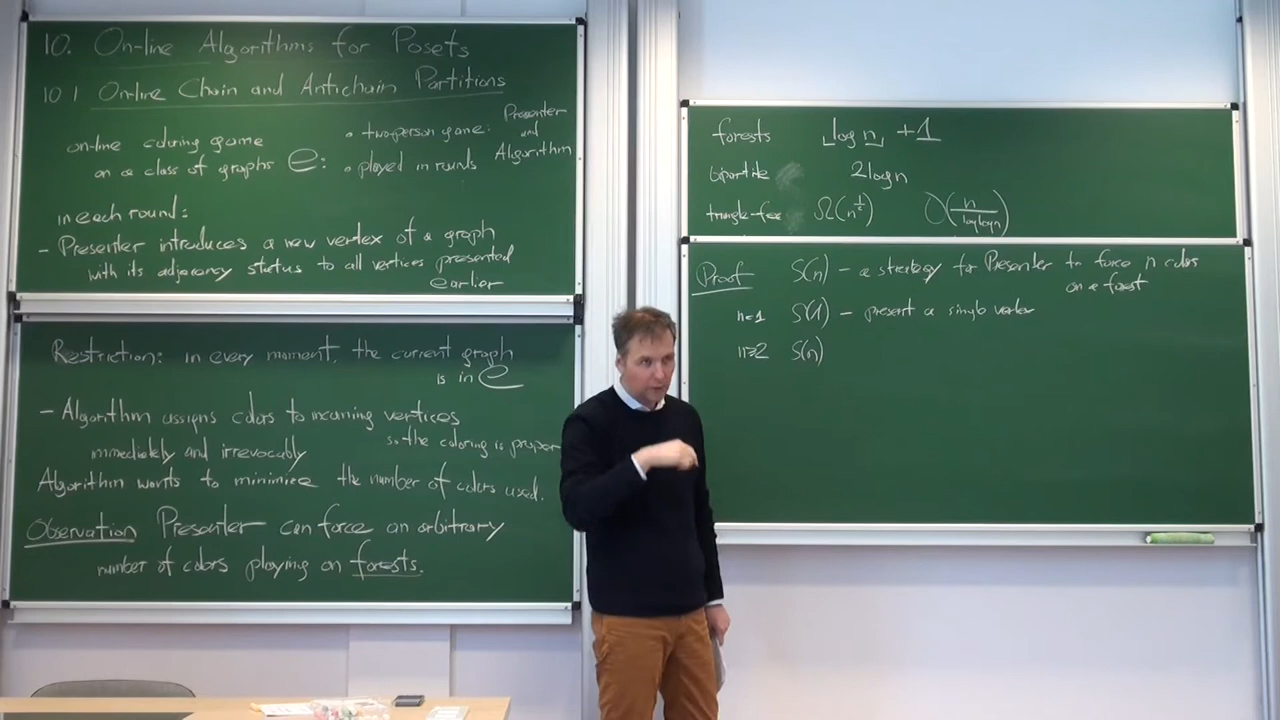 10. On-line Algorithms for Posets
10 1 On-line Chain and Antichain Partitions
on-line coloring game
on a class of graphs C:
• two-person game: Presenter and Algorithm
• played in rounds
in each round:
- Presenter introduces a new vertex of a graph
with its adjacency status to all vertices presented
earlier
Restriction: in every moment, the current graph
is in C
- Algorithm assigns colors to incoming vertices
immediately and irrevocably
so the coloring is proper
Algorithm wants to minimize the number of colors used.
Observation Presenter can force an arbitrary
number of colors playing on forests.
forests ⌊log n⌋ +1
bipartite 2log n
triangle-free Ω(n^½) O(n/loglog n)
Proof S(n) - a strategy for Presenter to force n colors
on a forest
n=1 S(1) - present a single vertex
n≥2 S(n)